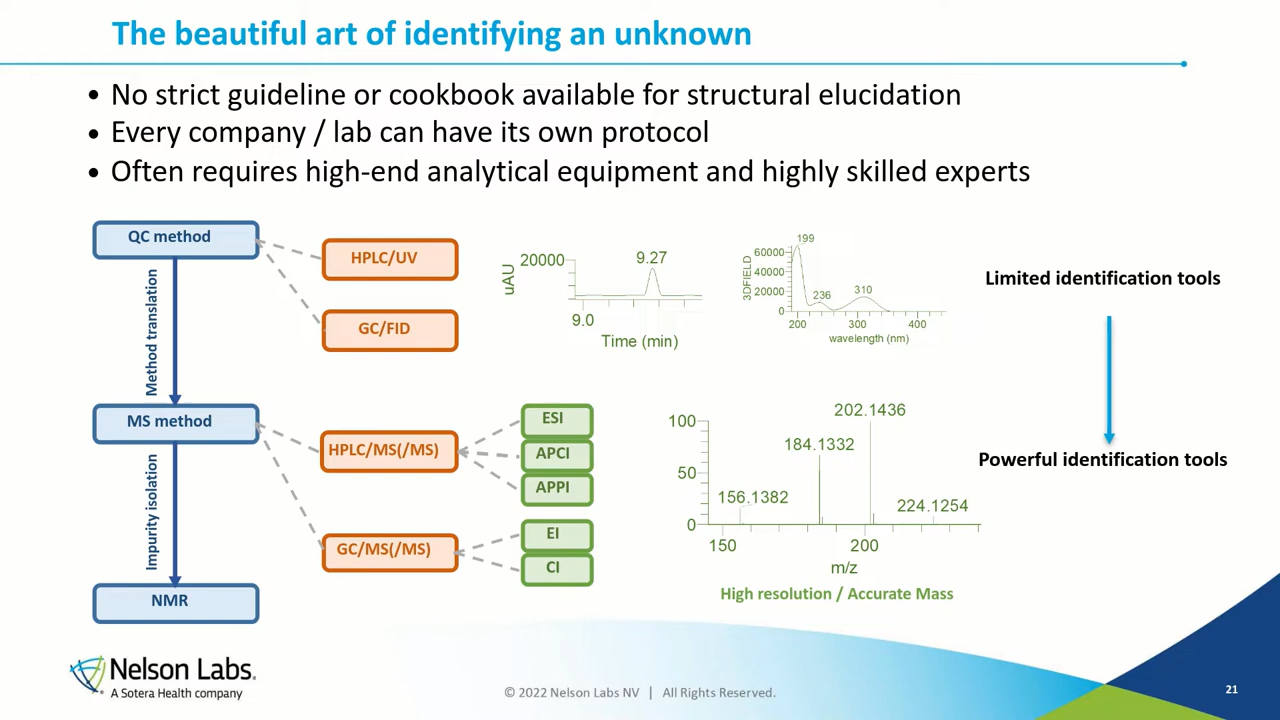 The beautiful art of identifying an unknown
• No strict guideline or cookbook available for structural elucidation
• Every company / lab can have its own protocol
• Often requires high-end analytical equipment and highly skilled experts
QC method
HPLC/UV
GC/FID
Method translation
uAU
20000
9.27
9.0
Time (min)
3DFIELD
60000
40000
20000
0
199
236
310
200
300
400
wavelength (nm)
Limited identification tools
MS method
HPLC/MS(/MS)
GC/MS(/MS)
Impurity isolation
ESI
APCI
APPI
EI
CI
100
50
0
156.1382
184.1332
202.1436
224.1254
150
200
m/z
High resolution / Accurate Mass
Powerful identification tools
NMR
Nelson Labs.
A Sotera Health company
© 2022 Nelson Labs NV | All Rights Reserved.
21